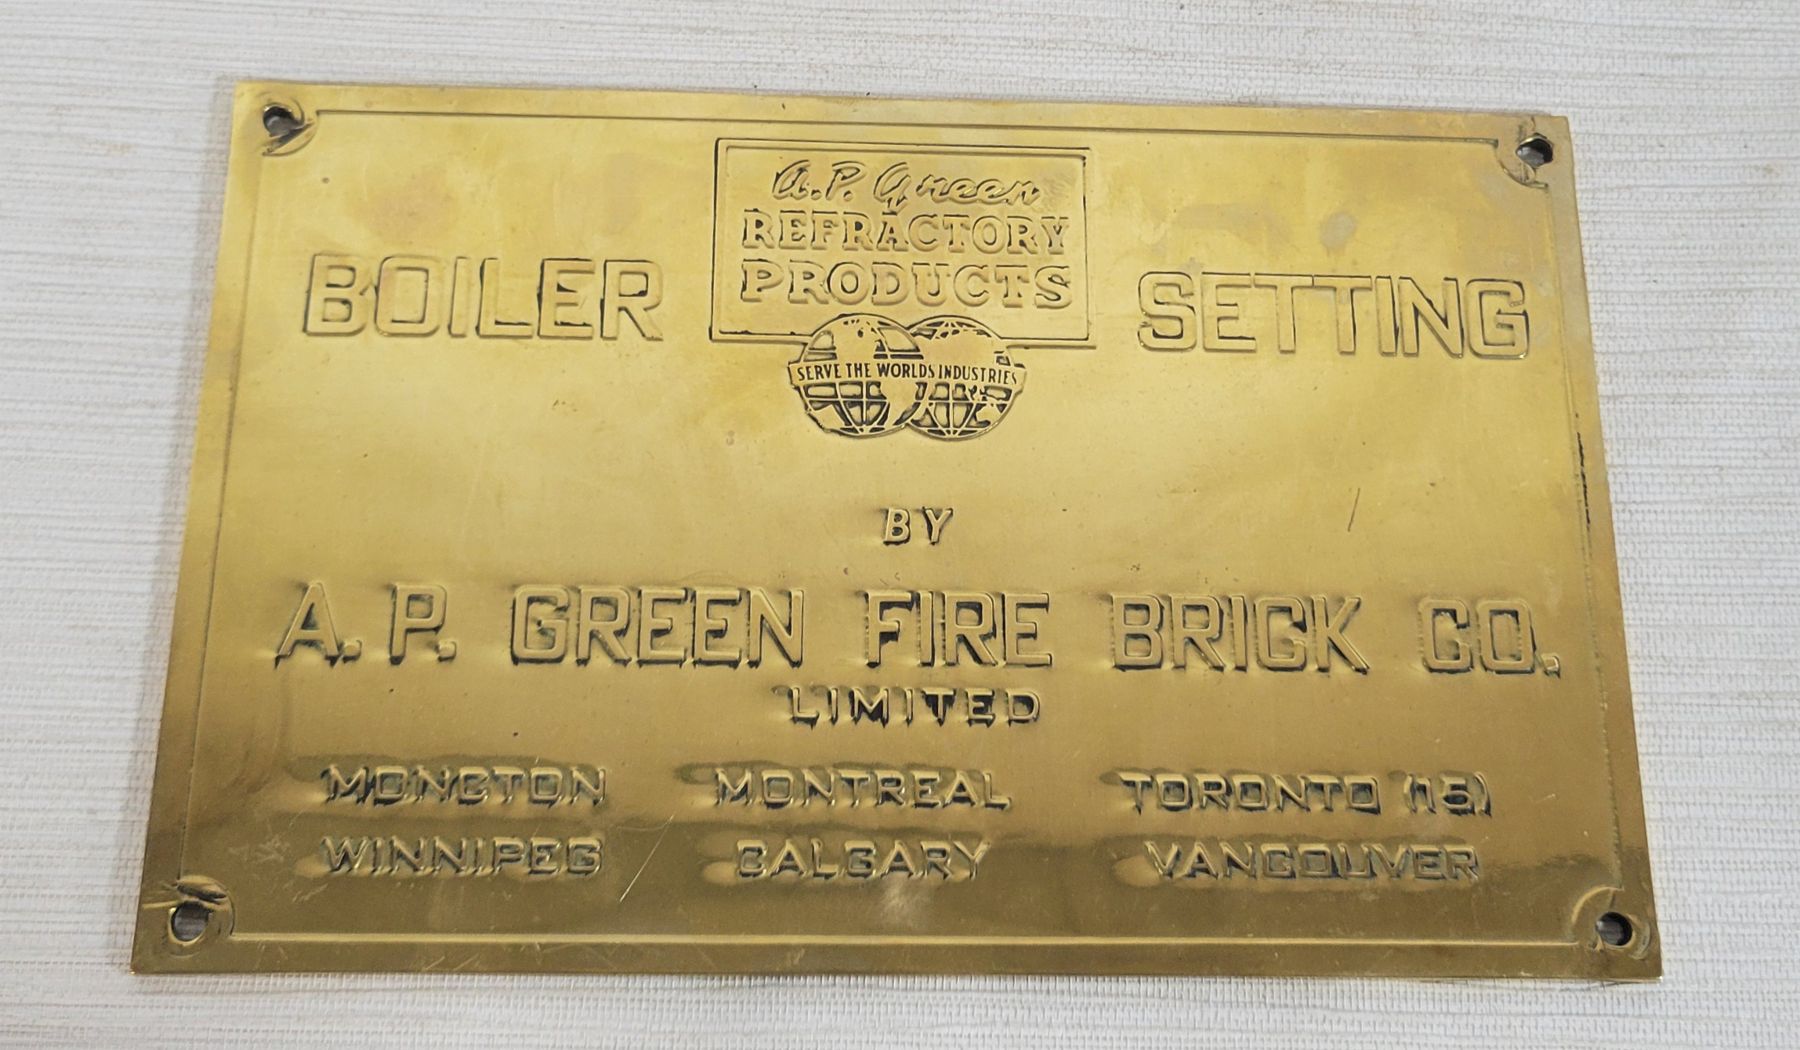 A.P. Green
REFRACTORY
PRODUCTS
BOILER SETTING
SERVE THE WORLDS INDUSTRIES
BY
A. P. GREEN FIRE BRICK CO.
LIMITED
MONCTON MONTREAL TORONTO (15)
WINNIPEG CALGARY VANCOUVER